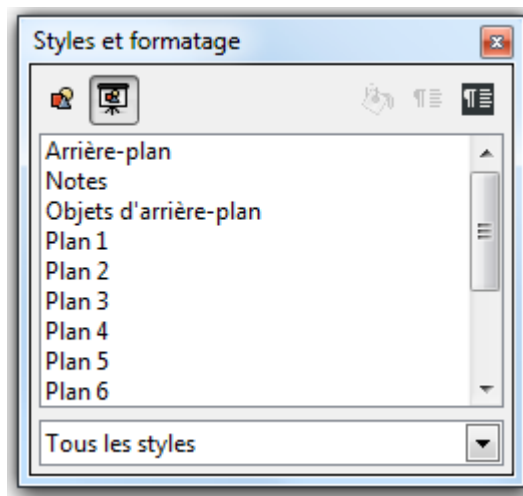 Styles et formatage
Arrière-plan
Notes
Objets d'arrière-plan
Plan 1
Plan 2
Plan 3
Plan 4
Plan 5
Plan 6
Tous les styles